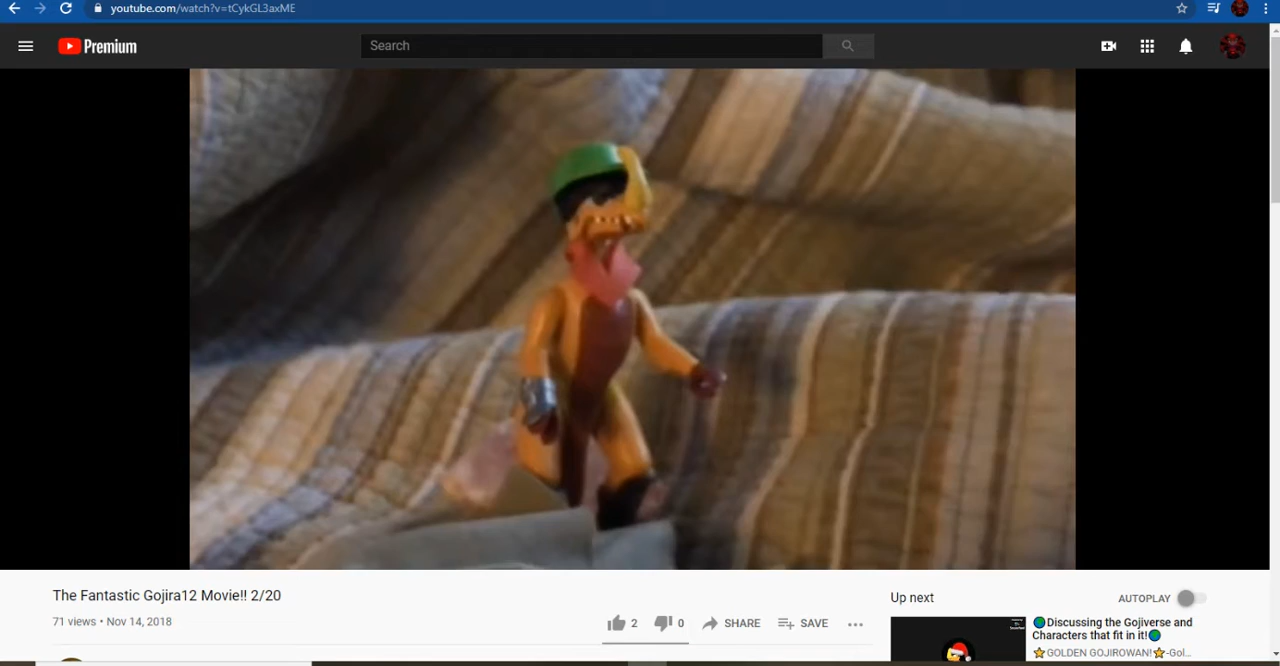 youtube.com/watch?v=tCykGL3axME
Premium
Search
The Fantastic Gojira12 Movie!! 2/20
71 views • Nov 14, 2018
2
0
SHARE
SAVE
Up next
AUTOPLAY
🌎Discussing the Gojiverse and
Characters that fit in it!🌎
⭐GOLDEN GOJIROWAN!⭐-Gol...